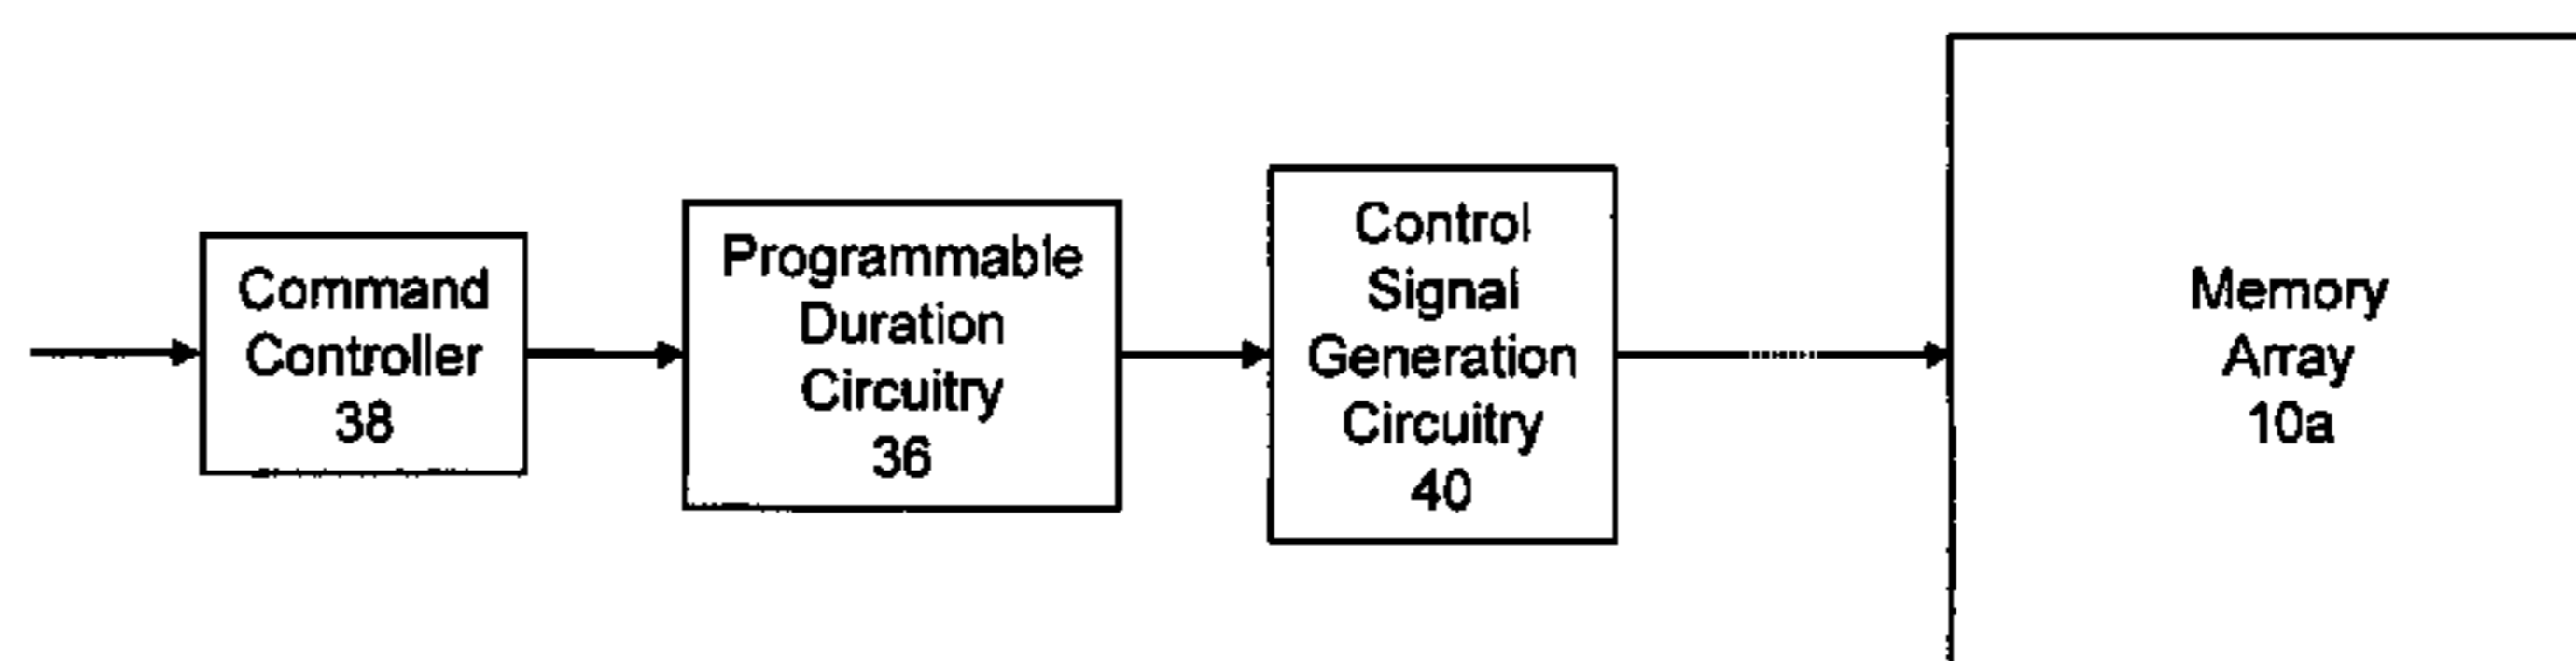 Command
Controller
38
Programmable
Duration
Circuitry
36
Control
Signal
Generation
Circuitry
40
Memory
Array
10a